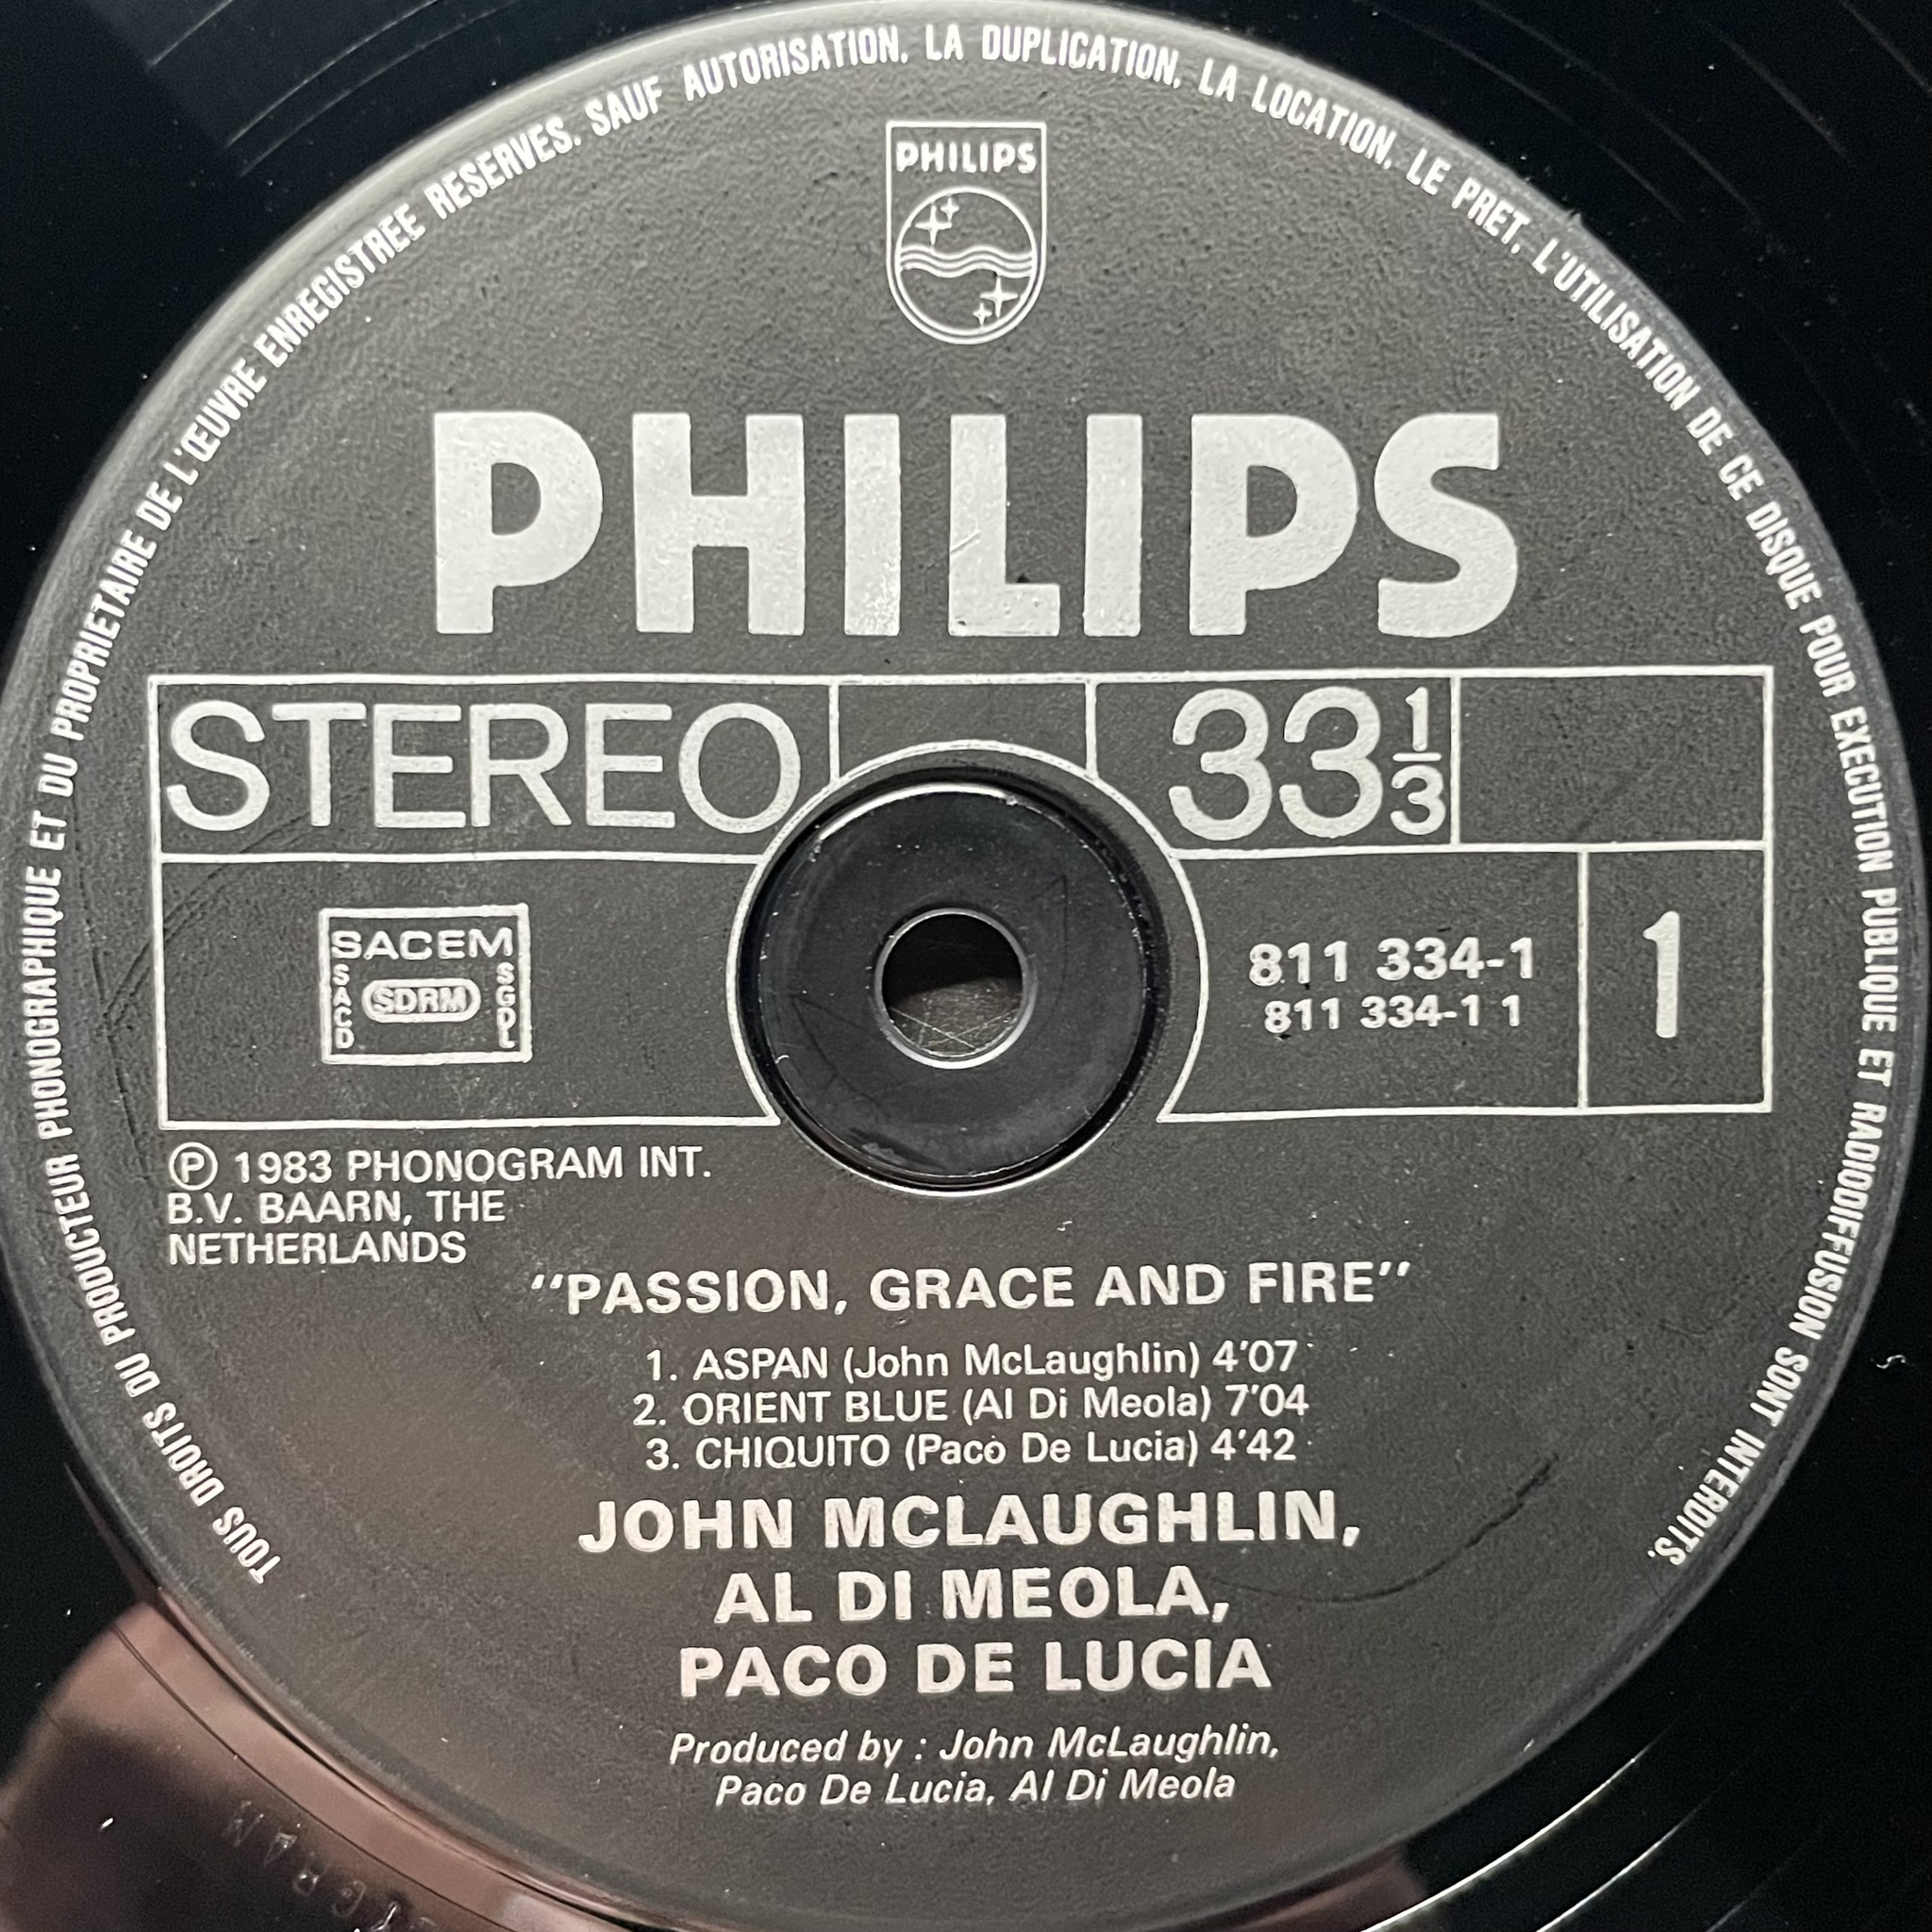 TOUS DROITS DU PRODUCTEUR PHONOGRAPHIQUE ET DU PROPRIETAIRE DE L'ŒUVRE ENREGISTREE RESERVES. SAUF AUTORISATION, LA DUPLICATION, LA LOCATION, LE PRET, L'UTILISATION DE CE DISQUE POUR EXECUTION PUBLIQUE ET RADIODIFFUSION SONT INTERDITS.
PHILIPS
PHILIPS
STEREO
33 1/3
SACEM
SACD
SDRM
SGDL
811 334-1
811 334-1 1
1
Ⓟ 1983 PHONOGRAM INT.
B.V. BAARN, THE
NETHERLANDS
"PASSION, GRACE AND FIRE"
1. ASPAN (John McLaughlin) 4'07
2. ORIENT BLUE (Al Di Meola) 7'04
3. CHIQUITO (Paco De Lucia) 4'42
JOHN MCLAUGHLIN,
AL DI MEOLA,
PACO DE LUCIA
Produced by : John McLaughlin,
Paco De Lucia, Al Di Meola